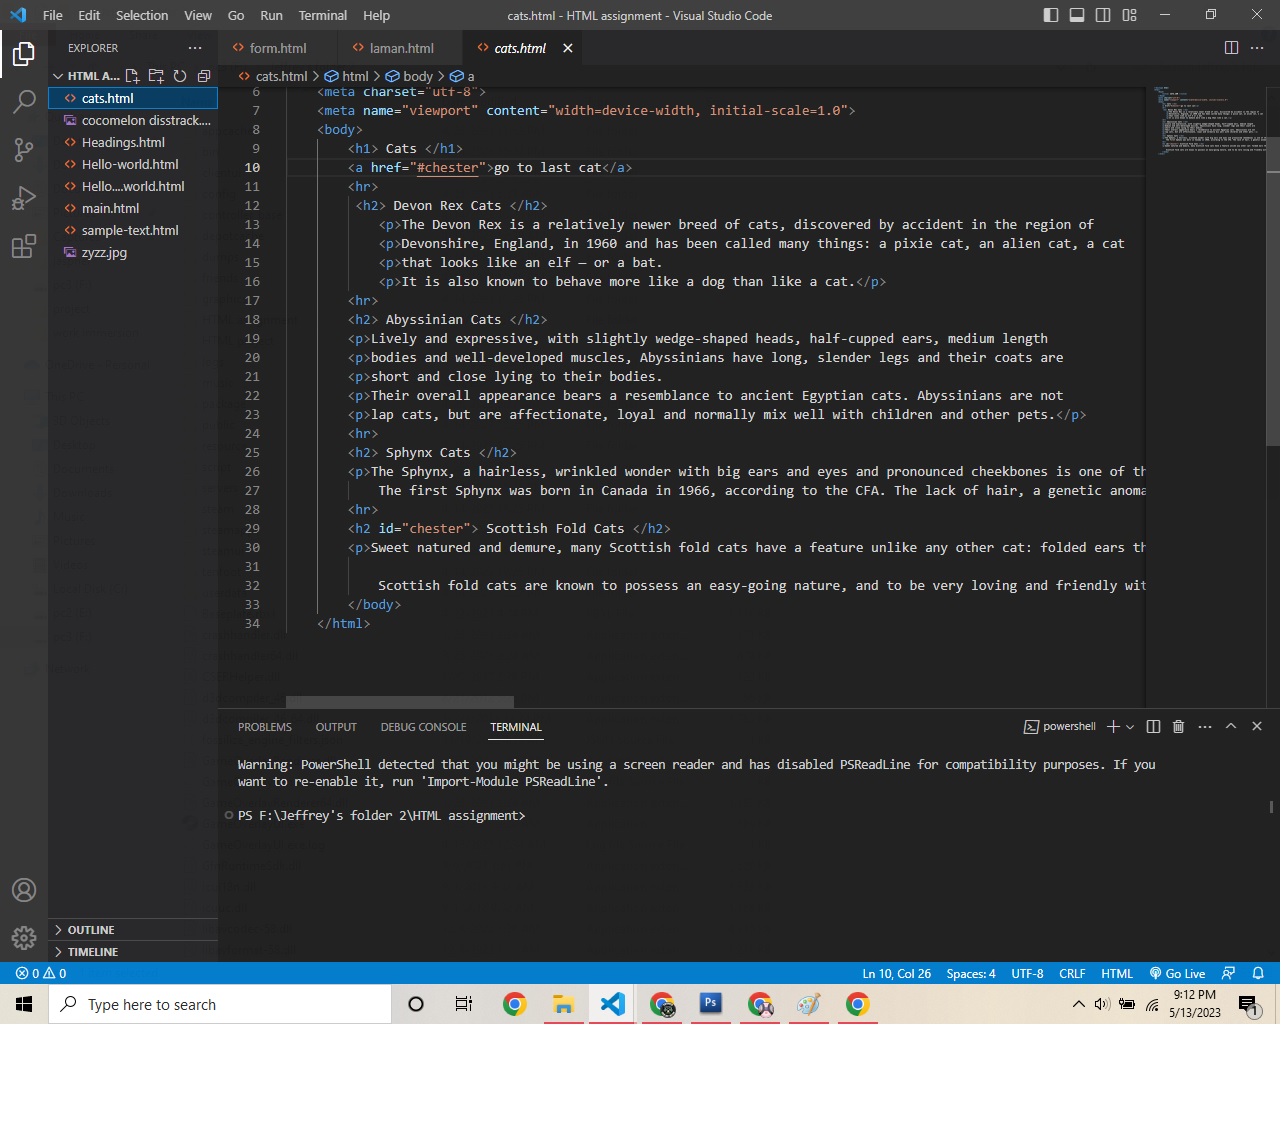 File Edit Selection View Go Run Terminal Help
cats.html - HTML assignment - Visual Studio Code
EXPLORER
HTML A...
cats.html
cocomelon disstrack....
Headings.html
Hello-world.html
Hello....world.html
main.html
sample-text.html
zyzz.jpg
OUTLINE
TIMELINE
form.html laman.html cats.html
cats.html > html > body > a
6 <meta charset="utf-8">
7 <meta name="viewport" content="width=device-width, initial-scale=1.0">
8 <body>
9 <h1> Cats </h1>
10 <a href="#chester">go to last cat</a>
11 <hr>
12 <h2> Devon Rex Cats </h2>
13 <p>The Devon Rex is a relatively newer breed of cats, discovered by accident in the region of
14 <p>Devonshire, England, in 1960 and has been called many things: a pixie cat, an alien cat, a cat
15 <p>that looks like an elf — or a bat.
16 <p>It is also known to behave more like a dog than like a cat.</p>
17 <hr>
18 <h2> Abyssinian Cats </h2>
19 <p>Lively and expressive, with slightly wedge-shaped heads, half-cupped ears, medium length
20 <p>bodies and well-developed muscles, Abyssinians have long, slender legs and their coats are
21 <p>short and close lying to their bodies.
22 <p>Their overall appearance bears a resemblance to ancient Egyptian cats. Abyssinians are not
23 <p>lap cats, but are affectionate, loyal and normally mix well with children and other pets.</p>
24 <hr>
25 <h2> Sphynx Cats </h2>
26 <p>The Sphynx, a hairless, wrinkled wonder with big ears and eyes and pronounced cheekbones is one of th
27 The first Sphynx was born in Canada in 1966, according to the CFA. The lack of hair, a genetic anoma
28 <hr>
29 <h2 id="chester"> Scottish Fold Cats </h2>
30 <p>Sweet natured and demure, many Scottish fold cats have a feature unlike any other cat: folded ears th
31
32 Scottish fold cats are known to possess an easy-going nature, and to be very loving and friendly wit
33 </body>
34 </html>
PROBLEMS OUTPUT DEBUG CONSOLE TERMINAL
powershell
Warning: PowerShell detected that you might be using a screen reader and has disabled PSReadLine for compatibility purposes. If you
want to re-enable it, run 'Import-Module PSReadLine'.
PS F:\Jeffrey's folder 2\HTML assignment>
0 0
Ln 10, Col 26 Spaces: 4 UTF-8 CRLF HTML Go Live
Type here to search
Ps
9:12 PM
5/13/2023
1